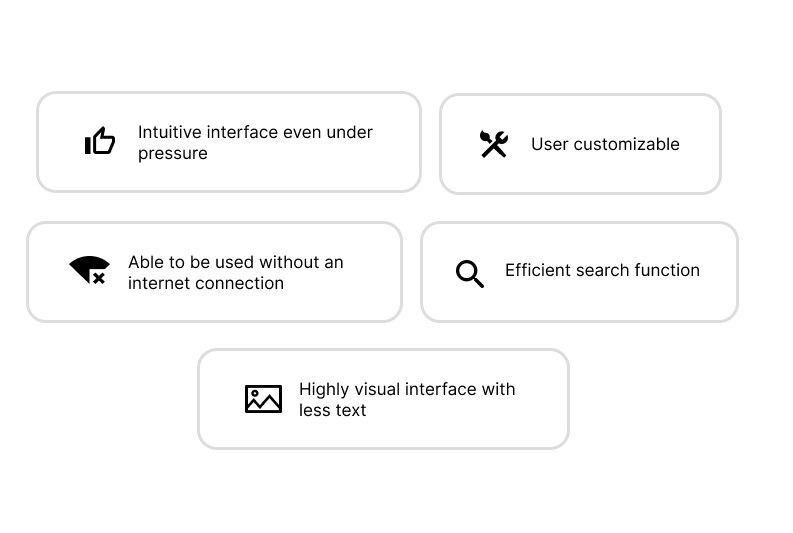 Intuitive interface even under
pressure
User customizable
Able to be used without an
internet connection
Efficient search function
Highly visual interface with
less text